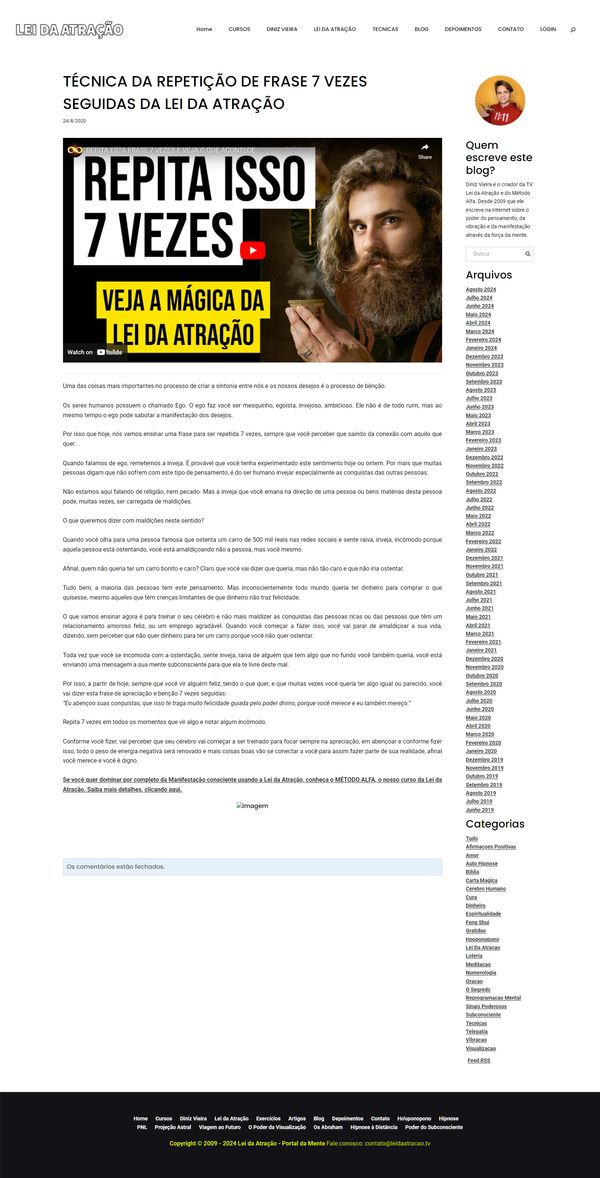 LEI DA ATRAÇÃO
Home CURSOS DINIZ VIEIRA LEI DA ATRAÇÃO TECNICAS BLOG DEPOIMENTOS CONTATO LOGIN
TÉCNICA DA REPETIÇÃO DE FRASE 7 VEZES
SEGUIDAS DA LEI DA ATRAÇÃO
24/8/2020
REPITA ESTA FRASE 7 VEZES E VEJA O QUE ACONTECE
Share
REPITA ISSO
7 VEZES
VEJA A MÁGICA DA
LEI DA ATRAÇÃO
Watch on YouTube
Uma das coisas mais importantes no processo de criar a sintonia entre nós e os nossos desejos é o processo de bênção.
Os seres humanos possuem o chamado Ego. O ego faz você ser mesquinho, egoísta, invejoso, ambicioso. Ele não é de todo ruim, mas ao
mesmo tempo o ego pode sabotar a manifestação dos desejos.
Por isso que hoje, nós vamos ensinar uma frase para ser repetida 7 vezes, sempre que você perceber que saindo da conexão com aquilo que
quer.
Quando falamos de ego, remetemos a inveja. É provável que você tenha experimentado este sentimento hoje ou ontem. Por mais que muitas
pessoas digam que não sofrem com este tipo de pensamento, é do ser humano invejar especialmente as conquistas das outras pessoas.
Não estamos aqui falando de religião, nem pecado. Mas a inveja que você emana na direção de uma pessoa ou bens matérias desta pessoa
pode, muitas vezes, ser carregada de maldições.
O que queremos dizer com maldições neste sentido?
Quando você olha para uma pessoa famosa que ostenta um carro de 500 mil reais nas redes sociais e sente raiva, inveja, incômodo porque
aquela pessoa está ostentando, você está amaldiçoando não a pessoa, mas você mesmo.
Afinal, quem não queria ter um carro bonito e caro? Claro que você vai dizer que queria, mas não tão caro e que não iria ostentar.
Tudo bem, a maioria das pessoas tem este pensamento. Mas inconscientemente todo mundo queria ter dinheiro para comprar o que
quisesse, mesmo aqueles que têm crenças limitantes de que dinheiro não traz felicidade.
O que vamos ensinar agora é para treinar o seu cérebro e não mais maldizer as conquistas das pessoas ricas ou das pessoas que têm um
relacionamento amoroso feliz, ou um emprego agradável. Quando você começar a fazer isso, você vai parar de amaldiçoar a sua vida,
dizendo, sem perceber que não quer dinheiro para ter um carro porque você não quer ostentar.
Toda vez que você se incomoda com a ostentação, sente inveja, raiva de alguém que tem algo que no fundo você também queria, você está
enviando uma mensagem a sua mente subconsciente para que ela te livre deste mal.
Por isso, a partir de hoje, sempre que você vir alguém feliz, tendo o que quer, e que muitas vezes você queria ter algo igual ou parecido, você
vai dizer esta frase de apreciação e benção 7 vezes seguidas:
"Eu abençoo suas conquistas, que isso te traga muito felicidade guiada pelo poder divino, porque você merece e eu também mereço."
Repita 7 vezes em todos os momentos que vir algo e notar algum incômodo.
Conforme você fizer, vai perceber que seu cérebro vai começar a ser treinado para focar sempre na apreciação, em abençoar e conforme fizer
isso, todo o peso de energia negativa será renovado e mais coisas boas vão se conectar a você para assim fazer parte de sua realidade, afinal
você merece e você é digno.
Se você quer dominar por completo da Manifestação consciente usando a Lei da Atração, conheça o MÉTODO ALFA, o nosso curso da Lei da
Atração. Saiba mais detalhes, clicando aqui.
Imagem
Os comentários estão fechados.
11:11
Quem
escreve este
blog?
Diniz Vieira é o criador da TV
Lei da Atração e do Método
Alfa. Desde 2009 que ele
escreve na Internet sobre o
poder do pensamento, da
vibração e da manifestação
através da força da mente.
Busca
Arquivos
Agosto 2024
Julho 2024
Junho 2024
Maio 2024
Abril 2024
Março 2024
Fevereiro 2024
Janeiro 2024
Dezembro 2023
Novembro 2023
Outubro 2023
Setembro 2023
Agosto 2023
Julho 2023
Junho 2023
Maio 2023
Abril 2023
Março 2023
Fevereiro 2023
Janeiro 2023
Dezembro 2022
Novembro 2022
Outubro 2022
Setembro 2022
Agosto 2022
Julho 2022
Junho 2022
Maio 2022
Abril 2022
Março 2022
Fevereiro 2022
Janeiro 2022
Dezembro 2021
Novembro 2021
Outubro 2021
Setembro 2021
Agosto 2021
Julho 2021
Junho 2021
Maio 2021
Abril 2021
Março 2021
Fevereiro 2021
Janeiro 2021
Dezembro 2020
Novembro 2020
Outubro 2020
Setembro 2020
Agosto 2020
Julho 2020
Junho 2020
Maio 2020
Abril 2020
Março 2020
Fevereiro 2020
Janeiro 2020
Dezembro 2019
Novembro 2019
Outubro 2019
Setembro 2019
Agosto 2019
Julho 2019
Junho 2019
Categorias
Tudo
Afirmacoes Positivas
Amor
Auto Hipnose
Biblia
Carta Magica
Cerebro Humano
Cura
Dinheiro
Espiritualidade
Feng Shui
Gratidao
Hooponopono
Lei Da Atracao
Loteria
Meditacao
Numerologia
Oracao
O Segredo
Reprogramacao Mental
Sinais Poderosos
Subconsciente
Tecnicas
Telepatia
Vibracao
Visualizacao
Feed RSS
Home Cursos Diniz Vieira Lei da Atração Exercícios Artigos Blog Depoimentos Contato Ho'oponopono Hipnose
PNL Projeção Astral Viagem ao Futuro O Poder da Visualização Os Abraham Hipnose à Distância Poder do Subconsciente
Copyright © 2009 - 2024 Lei da Atração - Portal da Mente Fale conosco: contato@leidaatracao.tv